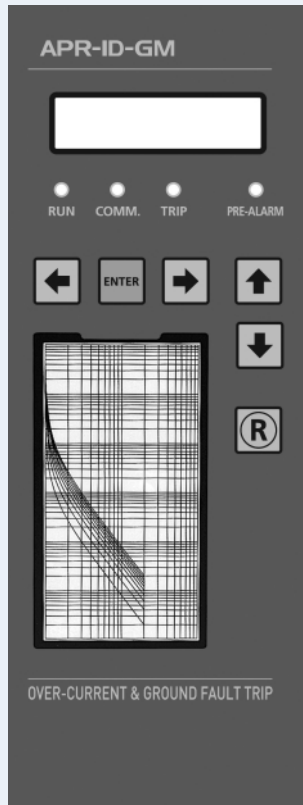 APR-ID-GM
RUN COMM. TRIP PRE-ALARM
ENTER
R
OVER-CURRENT & GROUND FAULT TRIP